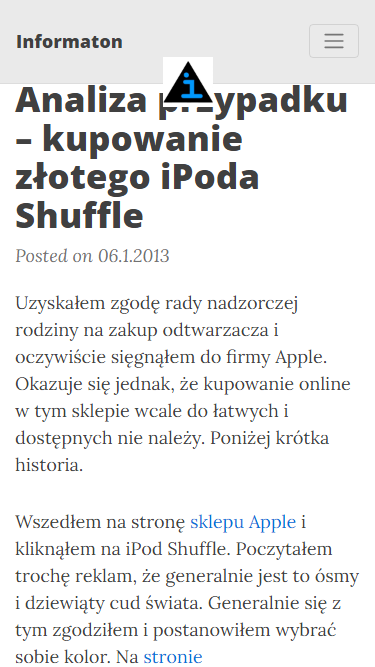 Informaton
Analiza przypadku
– kupowanie
złotego iPoda
Shuffle
Posted on 06.1.2013
Uzyskałem zgodę rady nadzorczej
rodziny na zakup odtwarzacza i
oczywiście sięgnąłem do firmy Apple.
Okazuje się jednak, że kupowanie online
w tym sklepie wcale do łatwych i
dostępnych nie należy. Poniżej krótka
historia.
Wszedłem na stronę sklepu Apple i
kliknąłem na iPod Shuffle. Poczytałem
trochę reklam, że generalnie jest to ósmy
i dziewiąty cud świata. Generalnie się z
tym zgodziłem i postanowiłem wybrać
sobie kolor. Na stronie